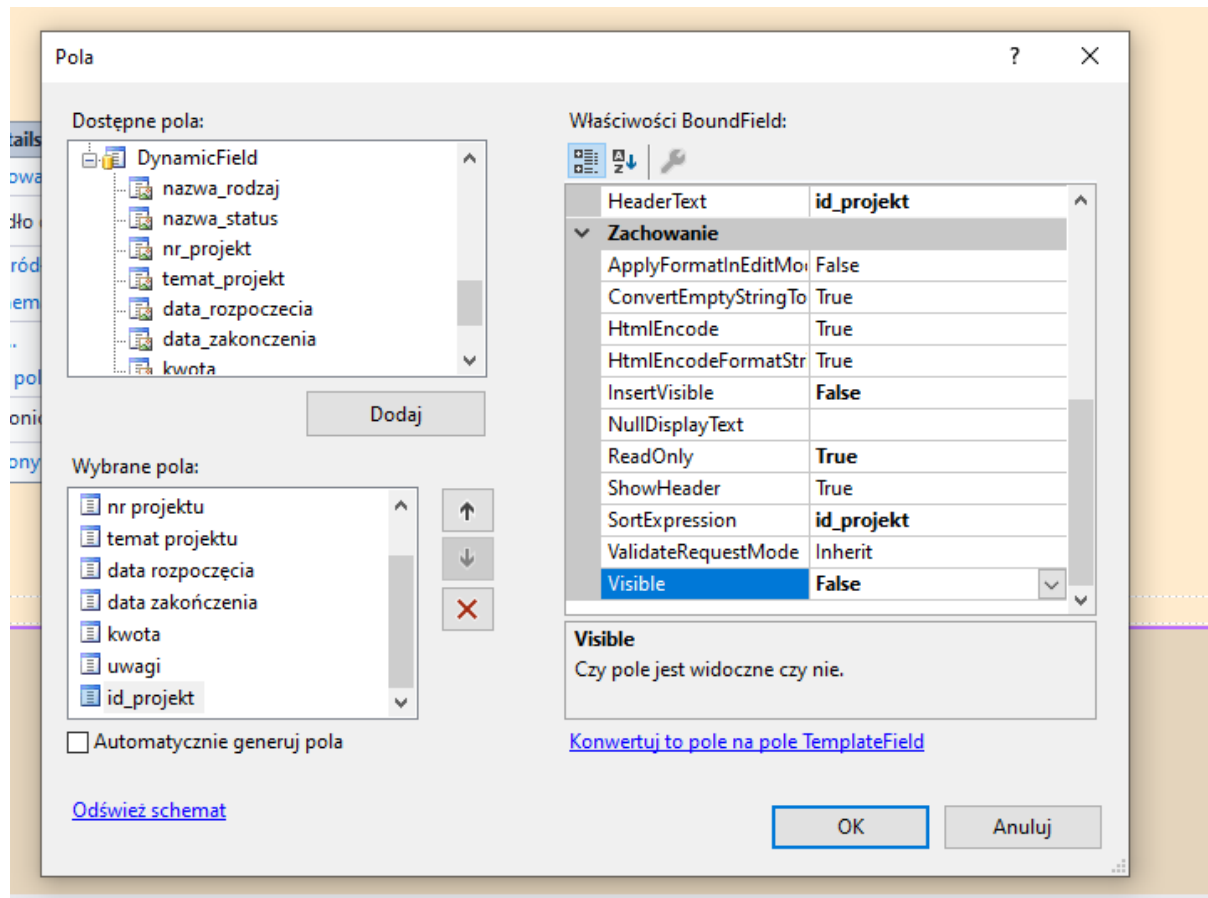 Pola ?
Dostępne pola:
DynamicField
nazwa_rodzaj
nazwa_status
nr_projekt
temat_projekt
data_rozpoczecia
data_zakonczenia
kwota
Dodaj
Wybrane pola:
nr projektu
temat projektu
data rozpoczęcia
data zakończenia
kwota
uwagi
id_projekt
Automatycznie generuj pola
Odśwież schemat
Właściwości BoundField:
HeaderText id_projekt
Zachowanie
ApplyFormatInEditMo False
ConvertEmptyStringTo True
HtmlEncode True
HtmlEncodeFormatStr True
InsertVisible False
NullDisplayText
ReadOnly True
ShowHeader True
SortExpression id_projekt
ValidateRequestMode Inherit
Visible False
Visible
Czy pole jest widoczne czy nie.
Konwertuj to pole na pole TemplateField
OK Anuluj